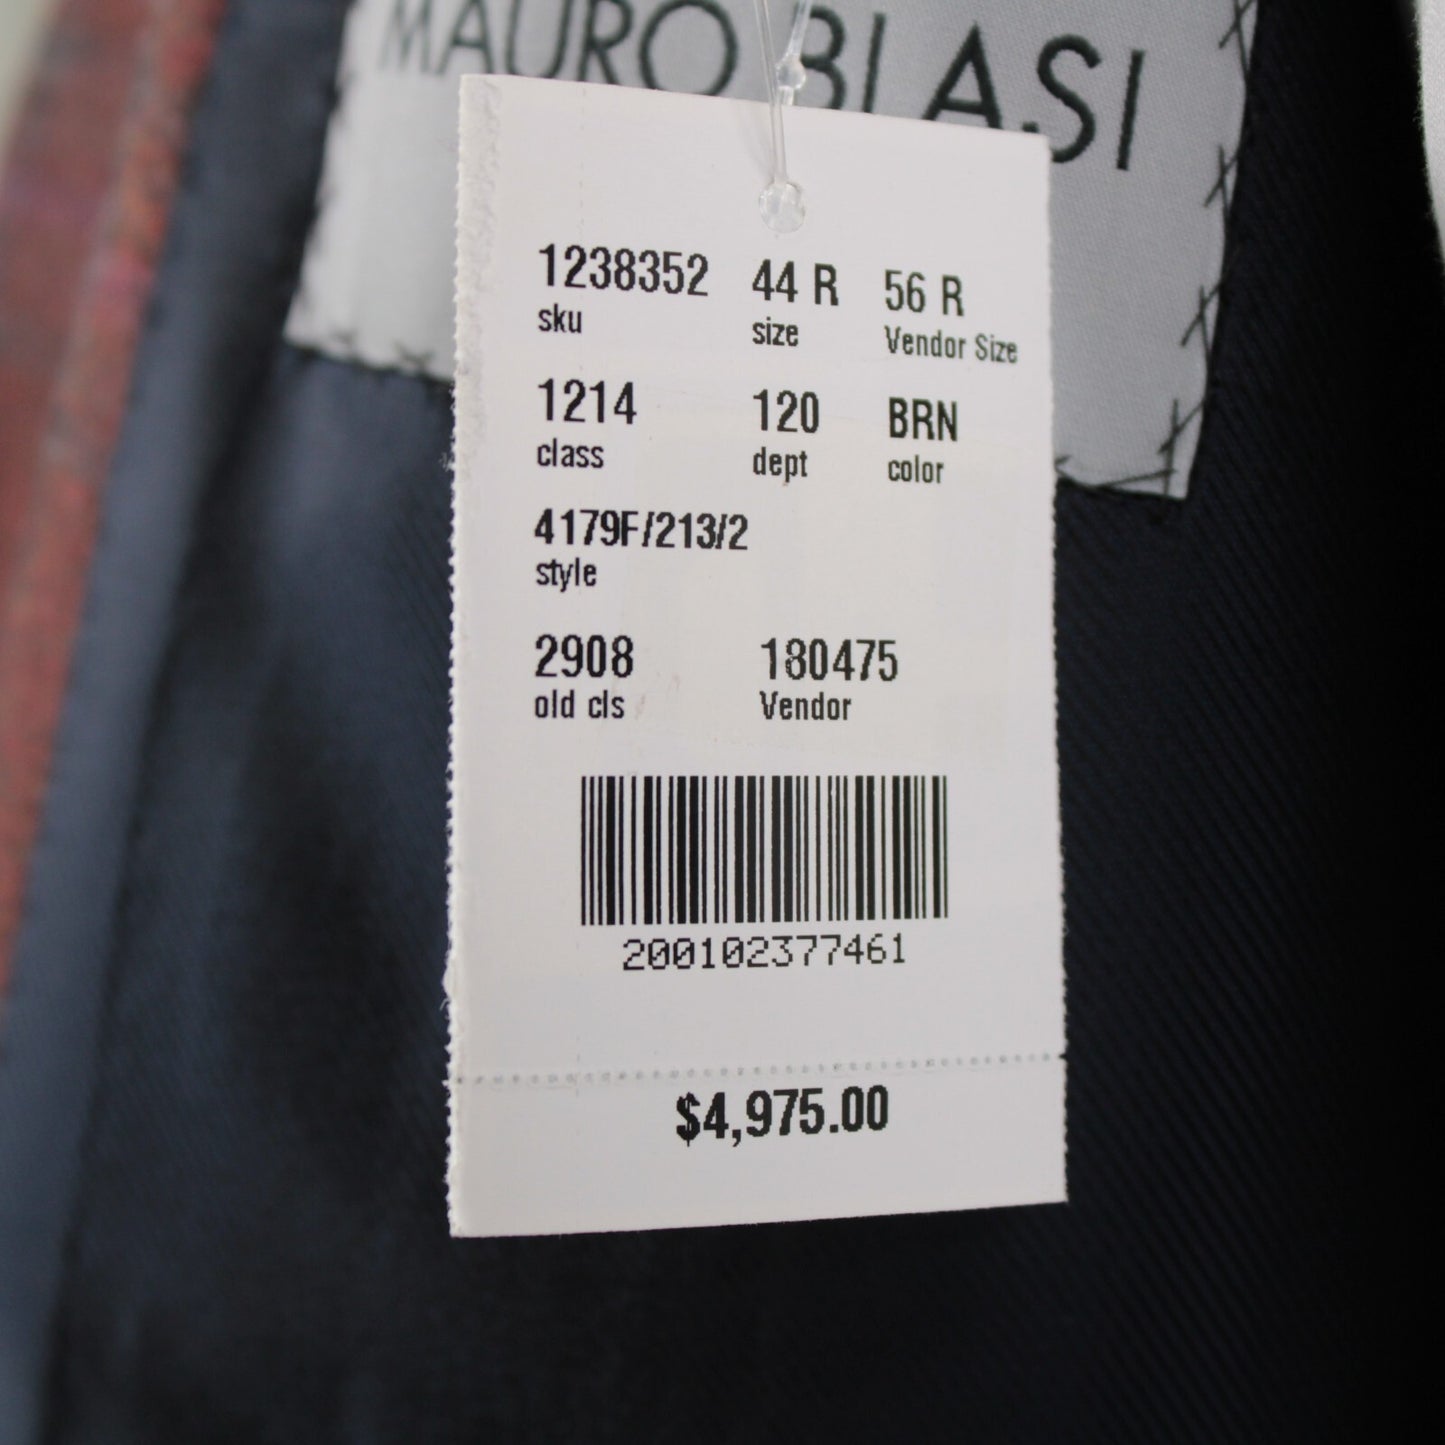 MAURO BLASI
1238352 44 R 56 R
sku size Vendor Size
1214 120 BRN
class dept color
4179F/213/2
style
2908 180475
old cls Vendor
200102377461
$4,975.00